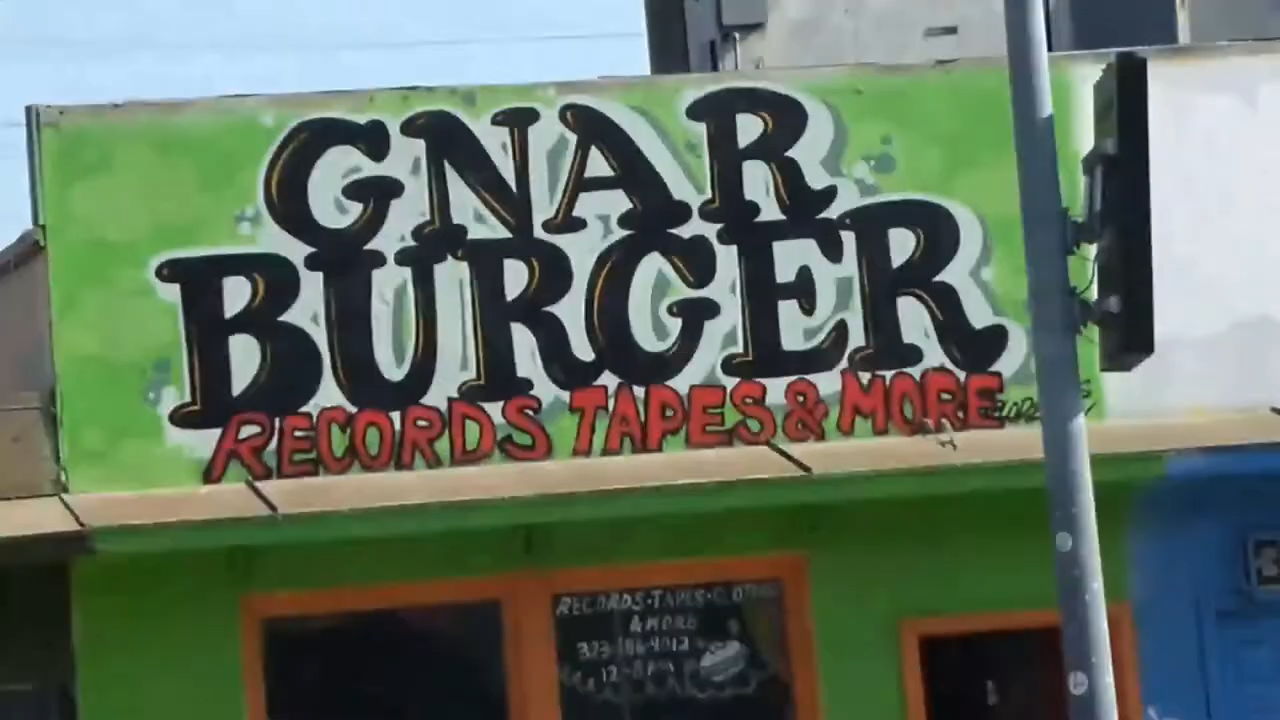 GNAR
BURGER
RECORDS TAPES & MORE
RECORDS·TAPES·
& MORE